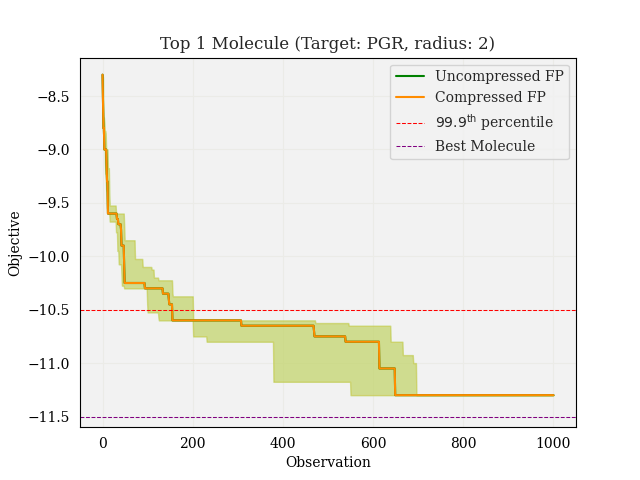 Top 1 Molecule (Target: PGR, radius: 2)
Uncompressed FP
Compressed FP
99.9th percentile
Best Molecule
−8.5
−9.0
−9.5
−10.0
−10.5
−11.0
−11.5
Objective
0 200 400 600 800 1000
Observation